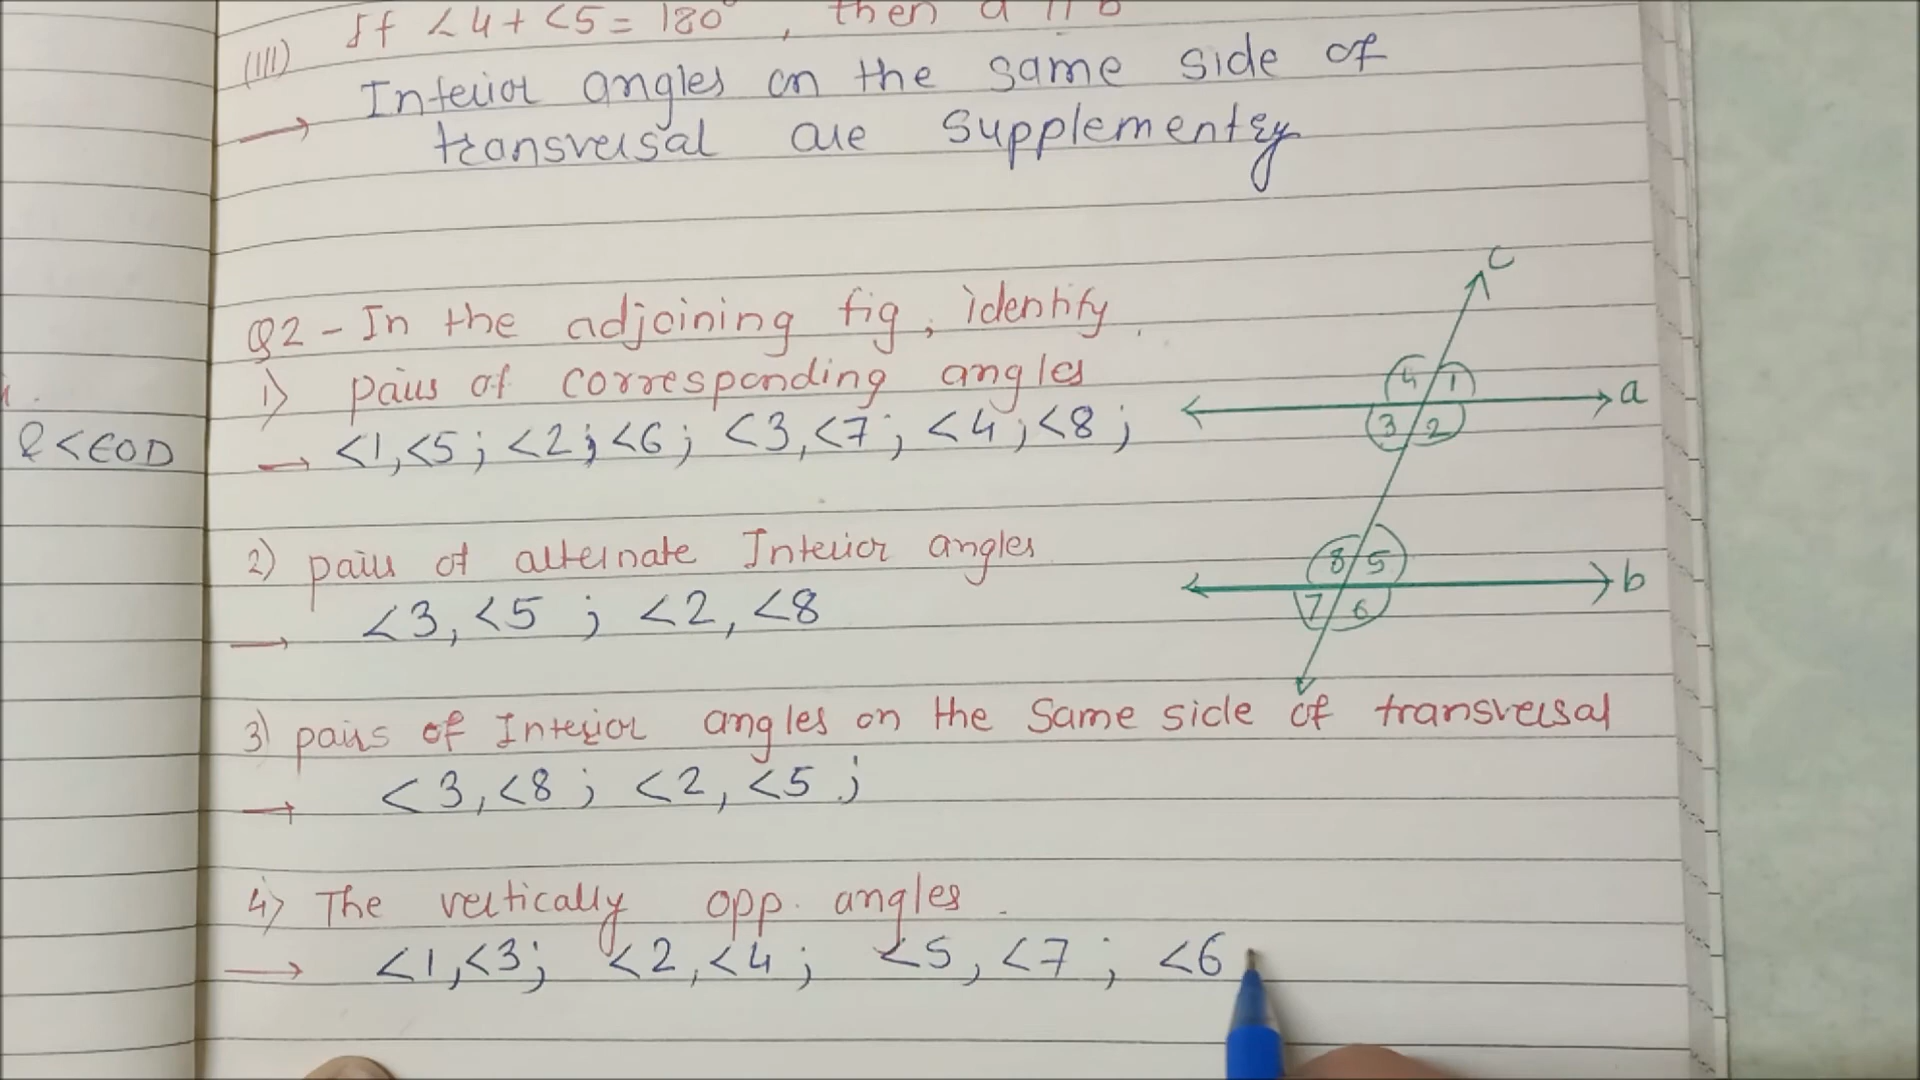 (III) If <4 + <5 = 180°, then a || b
Interior angles on the same side of
→ transversal are supplementry
Q2 - In the adjoining fig, identify
1) pairs of corresponding angles
→ <1,<5 ; <2 ; <6 ; <3,<7 ; <4 ; <8 ;
2) pairs of alternate Interior angles
→ <3, <5 ; <2, <8
3) pairs of Interior angles on the same side of transversal
→ <3, <8 ; <2, <5 ;
4) The vertically opp. angles.
→ <1,<3; <2,<4 ; <5, <7 ; <6
c
4 1
a
3 2
8 5
b
7 6
<EOD